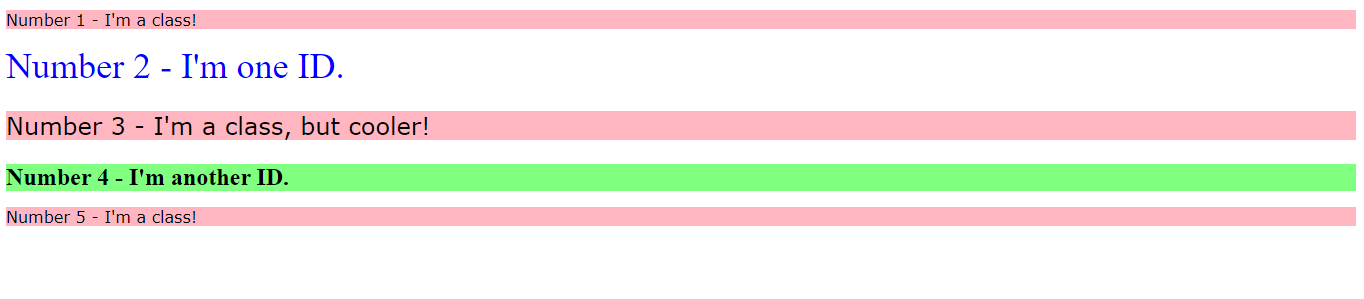 Number 1 - I'm a class!
Number 2 - I'm one ID.
Number 3 - I'm a class, but cooler!
Number 4 - I'm another ID.
Number 5 - I'm a class!